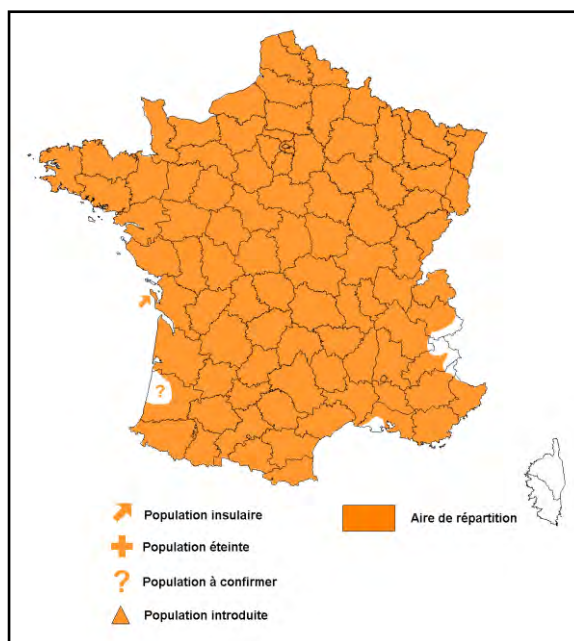 ?
Population insulaire
Aire de répartition
Population éteinte
? Population à confirmer
Population introduite